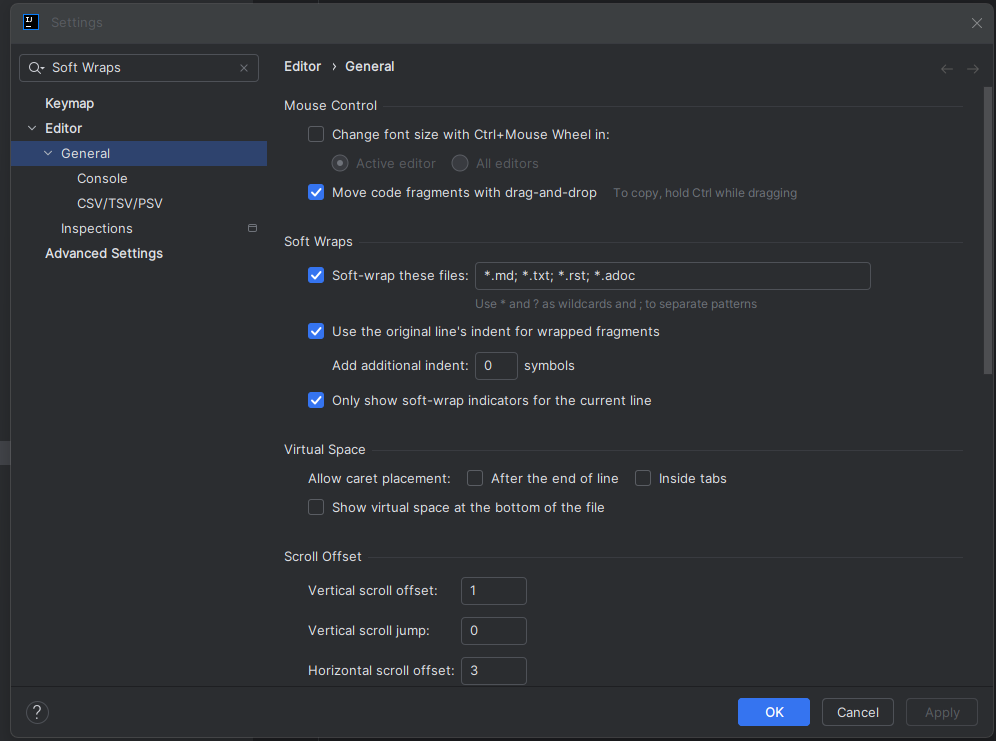 IJ
Settings
Soft Wraps
Keymap
Editor
General
Console
CSV/TSV/PSV
Inspections
Advanced Settings
Editor › General
Mouse Control
Change font size with Ctrl+Mouse Wheel in:
Active editor All editors
Move code fragments with drag-and-drop To copy, hold Ctrl while dragging
Soft Wraps
Soft-wrap these files: *.md; *.txt; *.rst; *.adoc
Use * and ? as wildcards and ; to separate patterns
Use the original line's indent for wrapped fragments
Add additional indent: 0 symbols
Only show soft-wrap indicators for the current line
Virtual Space
Allow caret placement: After the end of line Inside tabs
Show virtual space at the bottom of the file
Scroll Offset
Vertical scroll offset: 1
Vertical scroll jump: 0
Horizontal scroll offset: 3
? OK Cancel Apply